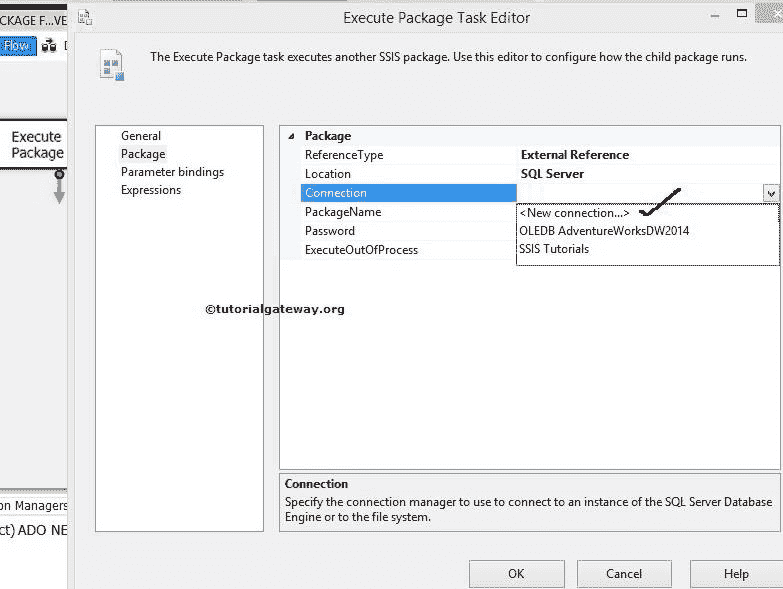 Execute Package Task Editor
CKAGE F...VE
Flow
The Execute Package task executes another SSIS package. Use this editor to configure how the child package runs.
Execute
Package
General
Package
Parameter bindings
Expressions
Package
ReferenceType External Reference
Location SQL Server
Connection
PackageName <New connection...>
Password OLEDB AdventureWorksDW2014
ExecuteOutOfProcess SSIS Tutorials
©tutorialgateway.org
Connection
Specify the connection manager to use to connect to an instance of the SQL Server Database
Engine or to the file system.
on Managers
ct) ADO NE
OK Cancel Help